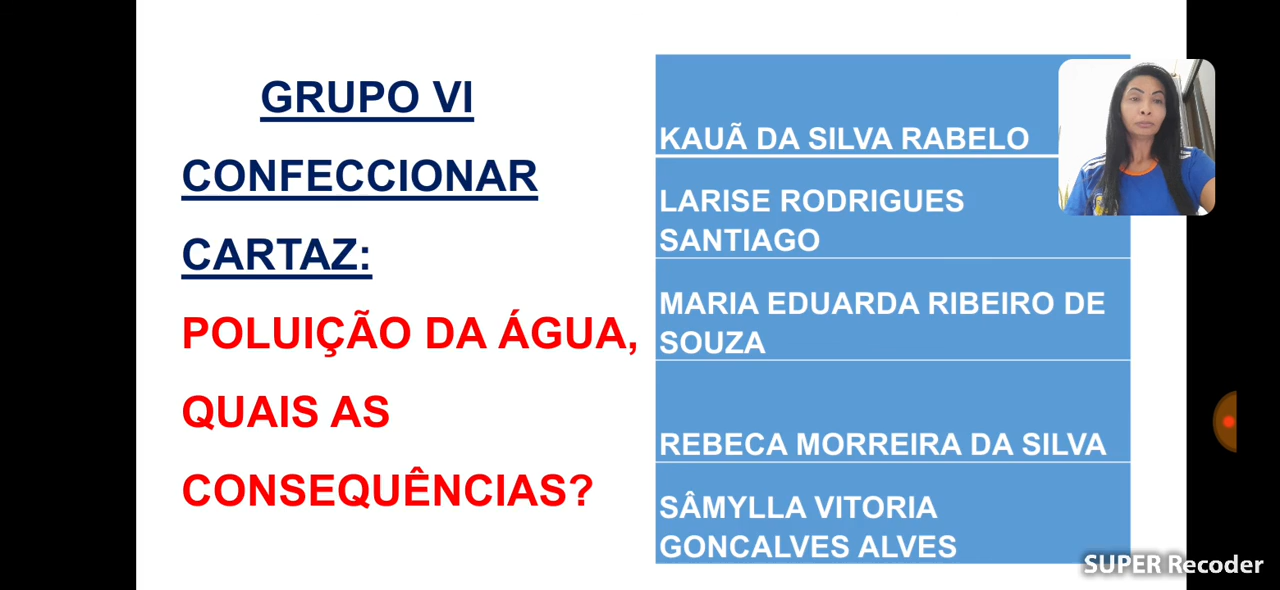 GRUPO VI
CONFECCIONAR
CARTAZ:
POLUIÇÃO DA ÁGUA,
QUAIS AS
CONSEQUÊNCIAS?
KAUÃ DA SILVA RABELO
LARISE RODRIGUES
SANTIAGO
MARIA EDUARDA RIBEIRO DE
SOUZA
REBECA MORREIRA DA SILVA
SÂMYLLA VITORIA
GONCALVES ALVES
SUPER Recoder